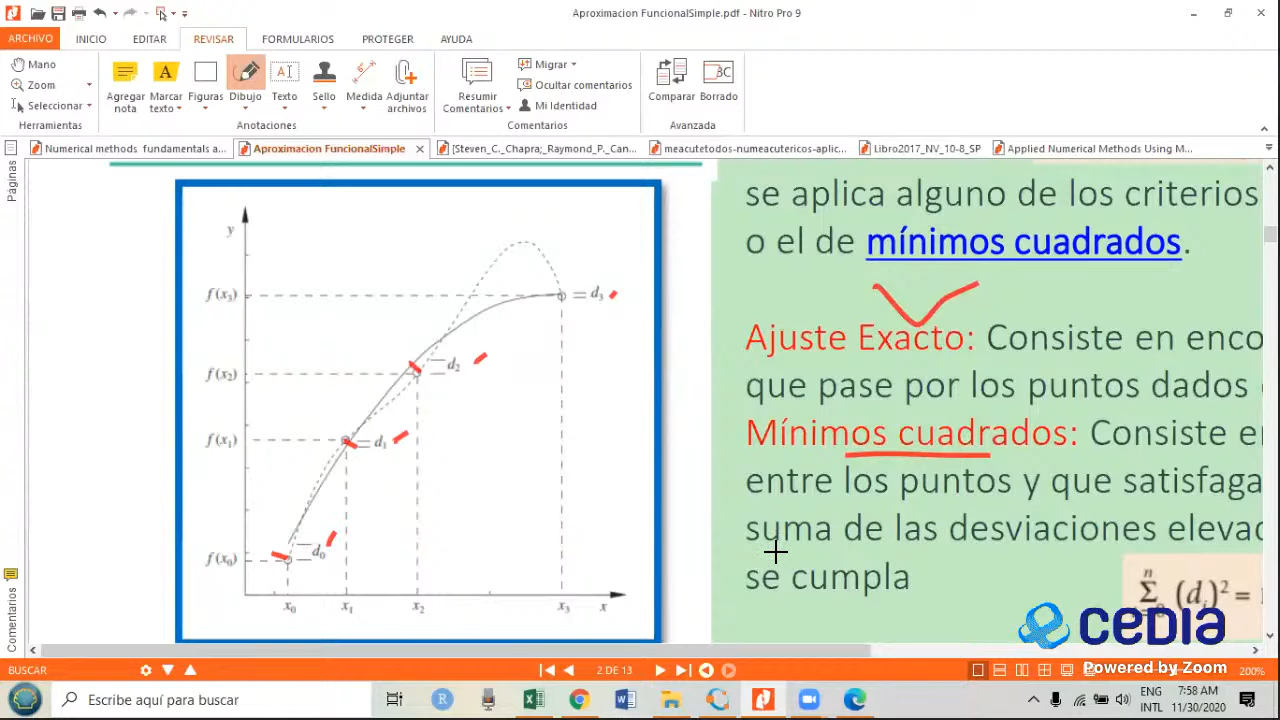 Aproximacion FuncionalSimple.pdf - Nitro Pro 9
ARCHIVO INICIO EDITAR REVISAR FORMULARIOS PROTEGER AYUDA
Mano
Zoom
Seleccionar
Herramientas
Agregar nota
Marcar texto
Figuras
Dibujo
Texto
Sello
Medida
Adjuntar archivos
Anotaciones
Resumir Comentarios
Migrar
Ocultar comentarios
Mi Identidad
Comentarios
Comparar
Borrado
Avanzada
Numerical methods fundamentals a...
Aproximacion FuncionalSimple
[Steven_C._Chapra;_Raymond_P._Can...
meacutetodos-numeacutericos-aplic...
Libro2017_NV_10-8_SP
Applied Numerical Methods Using M...
Páginas
Comentarios
y
f(x₃)
= d₃
f(x₂)
d₂
f(x₁)
= d₁
f(x₀)
d₀
x₀ x₁ x₂ x₃ x
se aplica alguno de los criterios
o el de mínimos cuadrados.
Ajuste Exacto: Consiste en enco
que pase por los puntos dados
Mínimos cuadrados: Consiste e
entre los puntos y que satisfaga
suma de las desviaciones eleva
se cumpla
n
Σ (dᵢ)² =
CEDIA
Powered by Zoom
BUSCAR
2 DE 13
200%
Escribe aquí para buscar
ENG
INTL
7:58 AM
11/30/2020